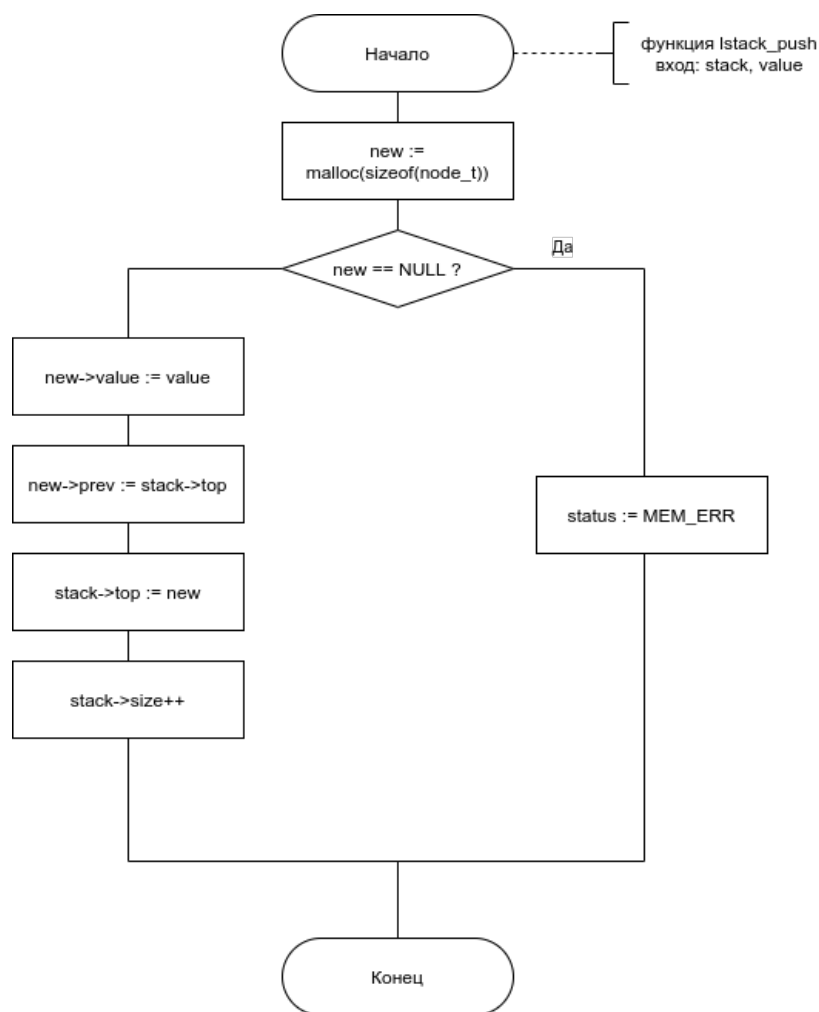 Начало
функция lstack_push
вход: stack, value
new :=
malloc(sizeof(node_t))
Да
new == NULL ?
new->value := value
new->prev := stack->top
status := MEM_ERR
stack->top := new
stack->size++
Конец